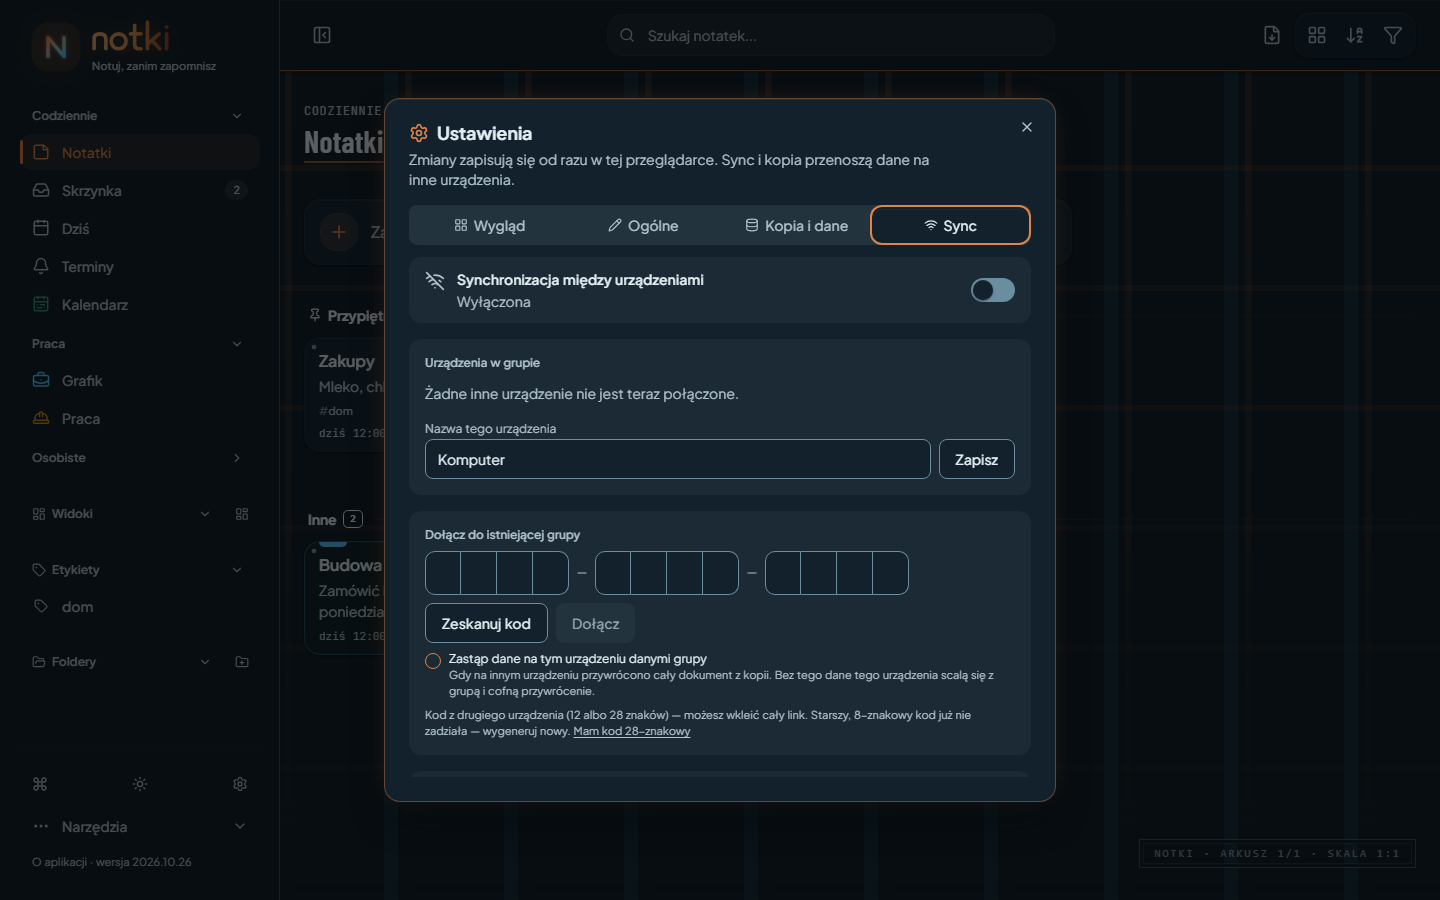 N notki
Notuj, zanim zapomnisz
Szukaj notatek...
Codziennie
Notatki
Skrzynka 2
Dziś
Terminy
Kalendarz
Praca
Grafik
Praca
Osobiste
Widoki
Etykiety
dom
Foldery
Narzędzia
O aplikacji · wersja 2026.10.26
CODZIENNIE
Notatki
Przypięt
Zakupy
Mleko, ch
#dom
dziś 12:00
Inne 2
Budowa
Zamówić
poniedzia
dziś 12:00
Ustawienia
Zmiany zapisują się od razu w tej przeglądarce. Sync i kopia przenoszą dane na
inne urządzenia.
Wygląd
Ogólne
Kopia i dane
Sync
Synchronizacja między urządzeniami
Wyłączona
Urządzenia w grupie
Żadne inne urządzenie nie jest teraz połączone.
Nazwa tego urządzenia
Komputer
Zapisz
Dołącz do istniejącej grupy
– –
Zeskanuj kod
Dołącz
Zastąp dane na tym urządzeniu danymi grupy
Gdy na innym urządzeniu przywrócono cały dokument z kopii. Bez tego dane tego urządzenia scalą się z
grupą i cofną przywrócenie.
Kod z drugiego urządzenia (12 albo 28 znaków) — możesz wkleić cały link. Starszy, 8-znakowy kod już nie
zadziała — wygeneruj nowy. Mam kod 28-znakowy
NOTKI · ARKUSZ 1/1 · SKALA 1:1